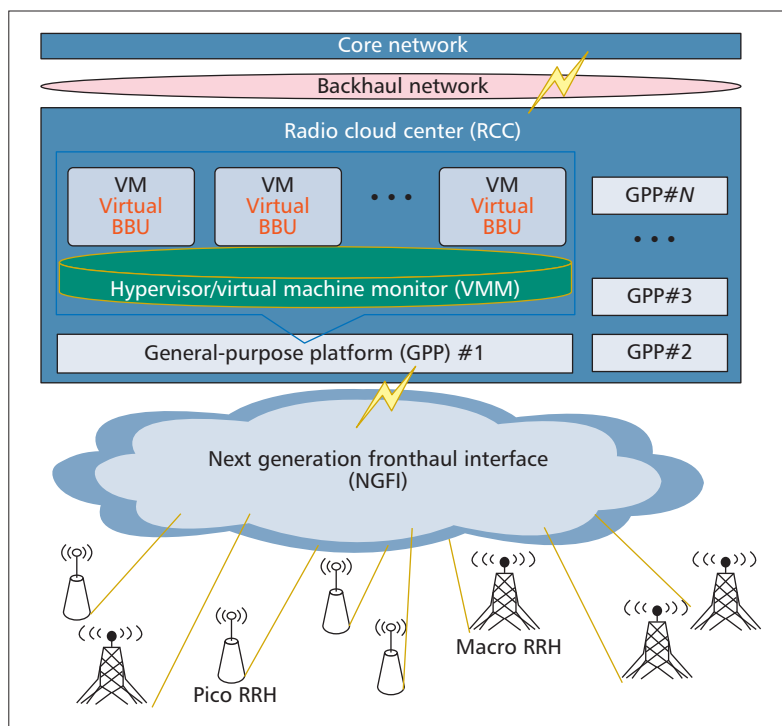 Core network
Backhaul network
Radio cloud center (RCC)
VM
Virtual
BBU
VM
Virtual
BBU
• • •
VM
Virtual
BBU
GPP#N
• • •
Hypervisor/virtual machine monitor (VMM)
GPP#3
General-purpose platform (GPP) #1
GPP#2
Next generation fronthaul interface
(NGFI)
Macro RRH
Pico RRH